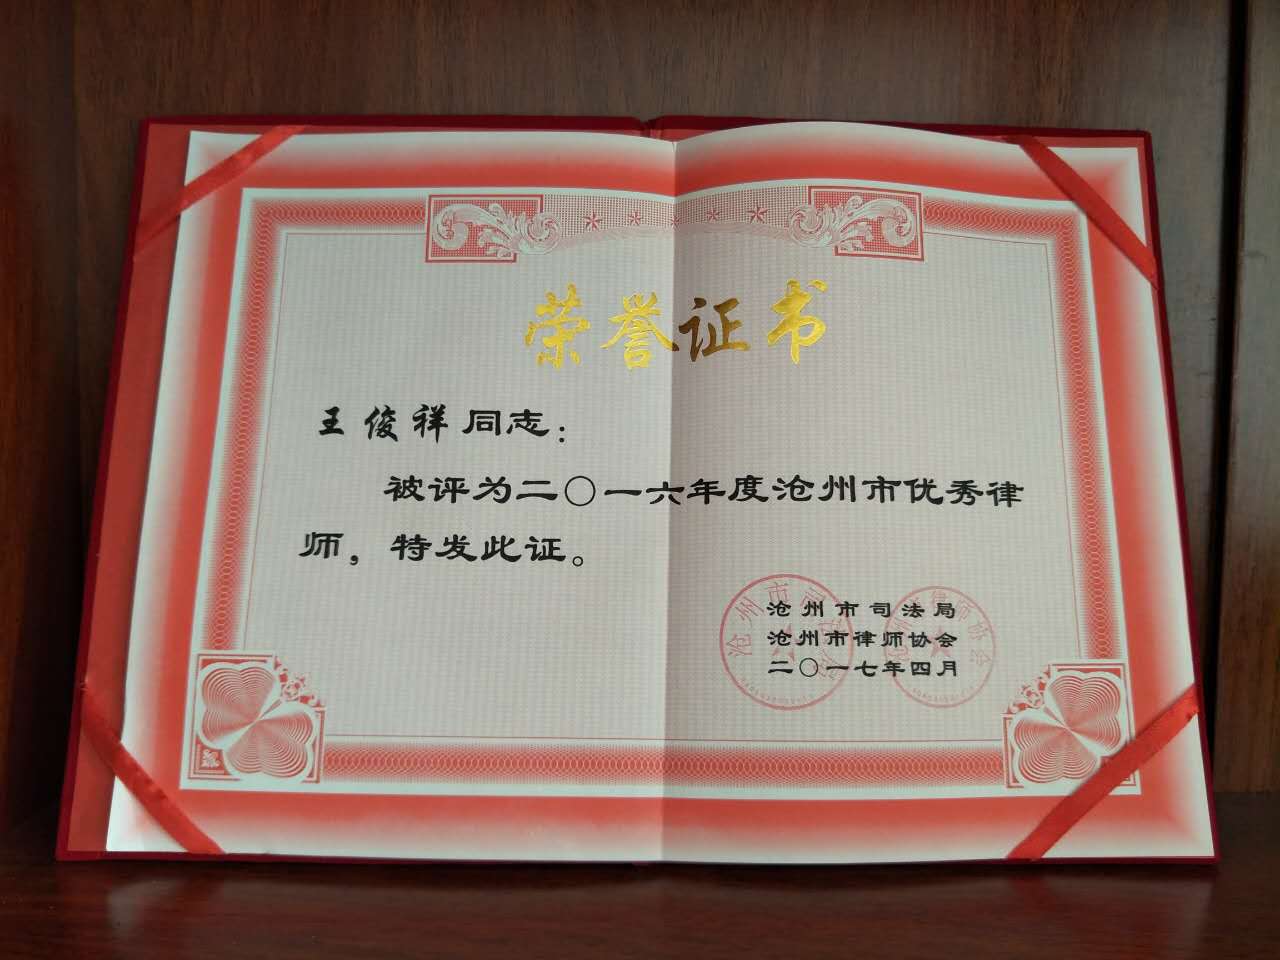 荣誉证书
王俊祥同志：
被评为二〇一六年度沧州市优秀律
师，特发此证。
沧州市司法局
沧州市律师协会
二〇一七年四月